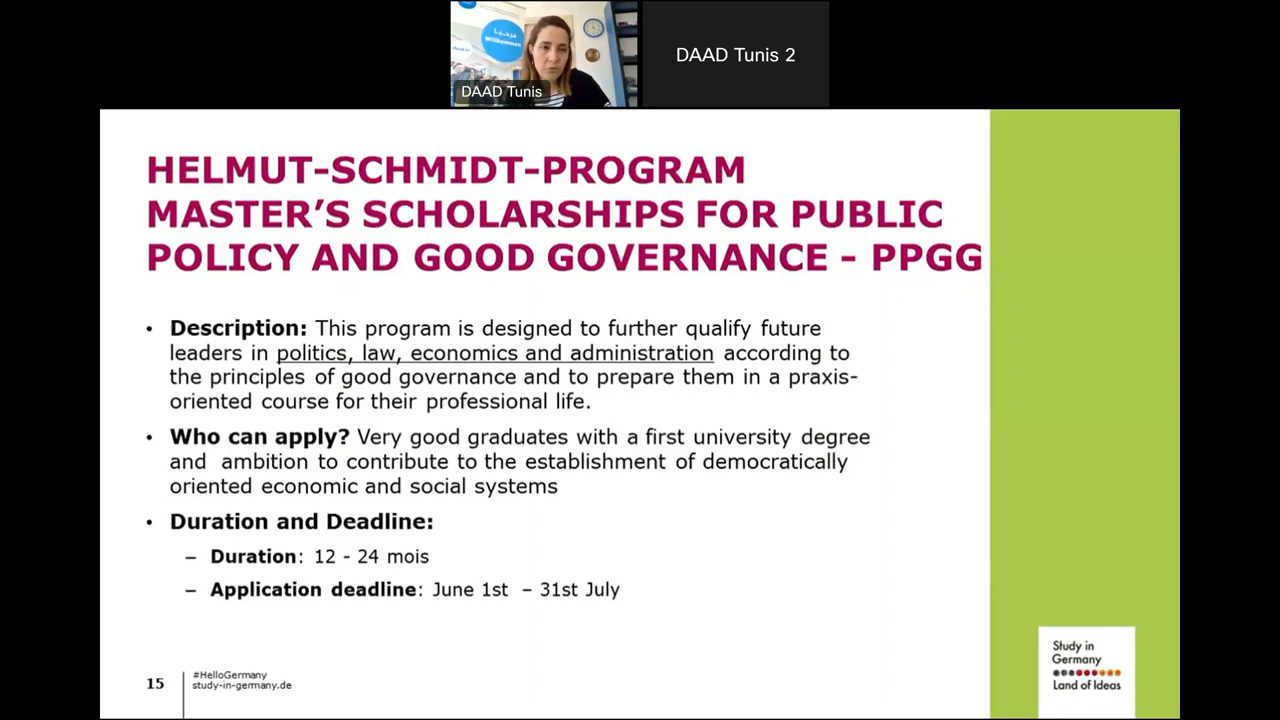 مرحبا
Willkommen
DAAD Tunis
DAAD Tunis 2
HELMUT-SCHMIDT-PROGRAM
MASTER’S SCHOLARSHIPS FOR PUBLIC
POLICY AND GOOD GOVERNANCE - PPGG
• Description: This program is designed to further qualify future
leaders in politics, law, economics and administration according to
the principles of good governance and to prepare them in a praxis-
oriented course for their professional life.
• Who can apply? Very good graduates with a first university degree
and ambition to contribute to the establishment of democratically
oriented economic and social systems
• Duration and Deadline:
– Duration: 12 - 24 mois
– Application deadline: June 1st – 31st July
15
#HelloGermany
study-in-germany.de
Study in
Germany
Land of Ideas